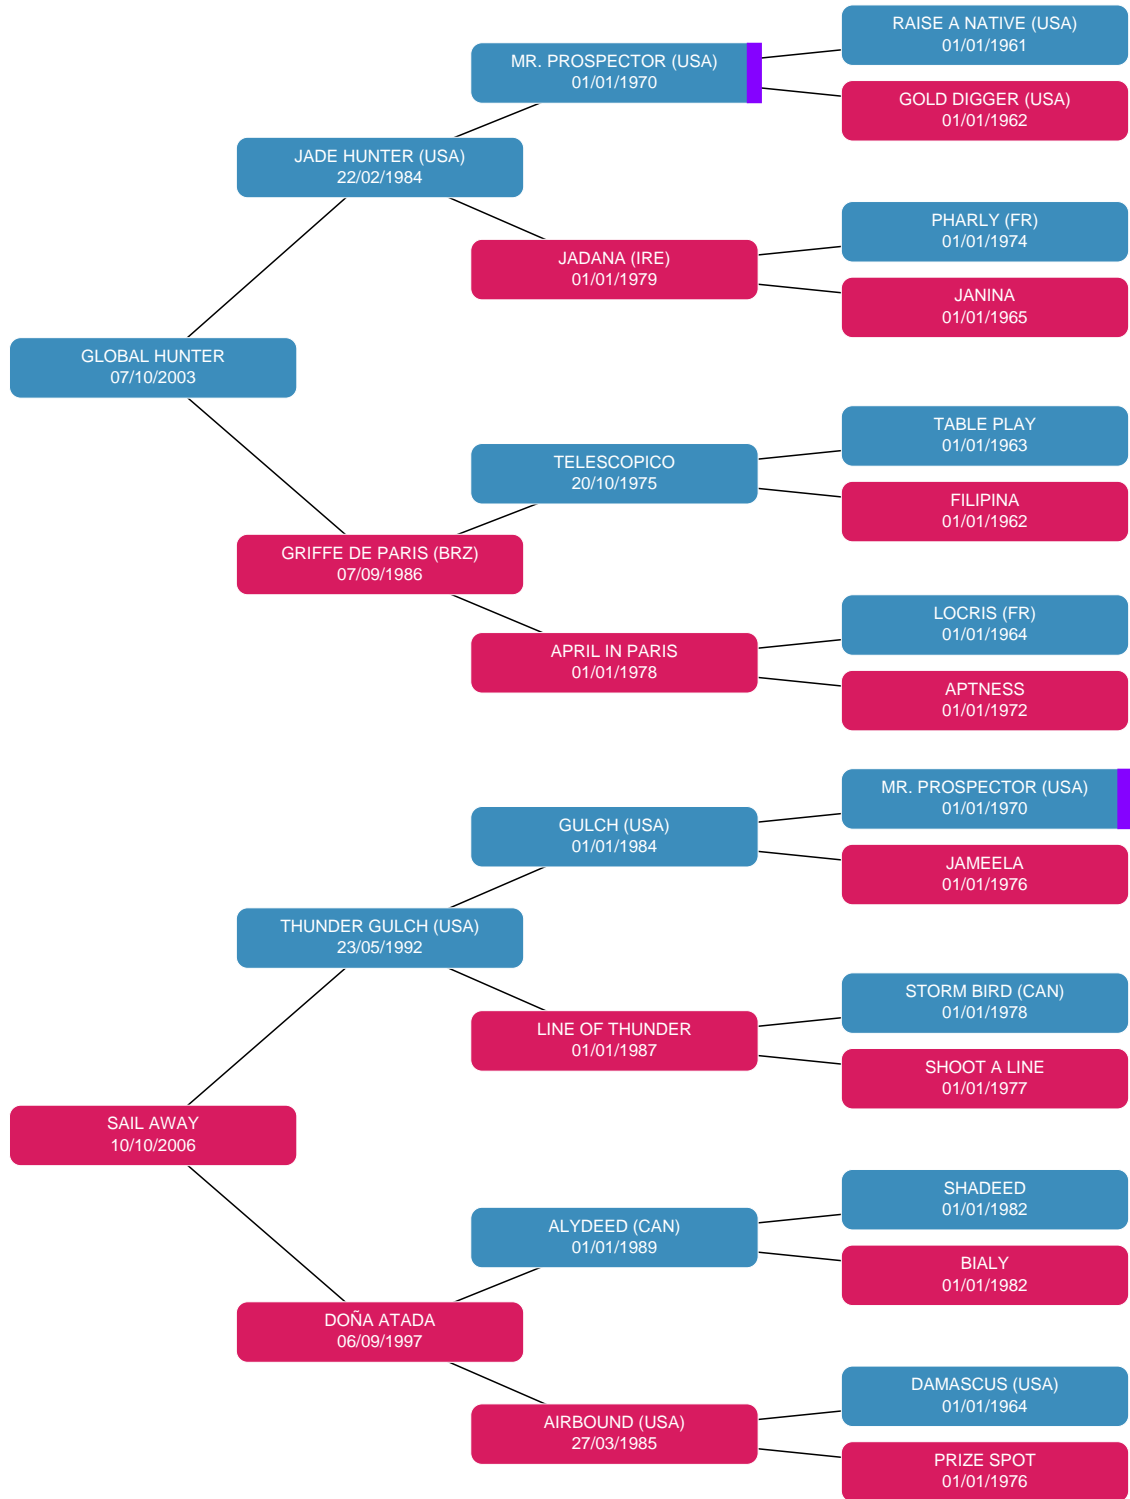 RAISE A NATIVE (USA)
01/01/1961
MR. PROSPECTOR (USA)
01/01/1970
GOLD DIGGER (USA)
01/01/1962
JADE HUNTER (USA)
22/02/1984
PHARLY (FR)
01/01/1974
JADANA (IRE)
01/01/1979
JANINA
01/01/1965
GLOBAL HUNTER
07/10/2003
TABLE PLAY
01/01/1963
TELESCOPICO
20/10/1975
FILIPINA
01/01/1962
GRIFFE DE PARIS (BRZ)
07/09/1986
LOCRIS (FR)
01/01/1964
APRIL IN PARIS
01/01/1978
APTNESS
01/01/1972
MR. PROSPECTOR (USA)
01/01/1970
GULCH (USA)
01/01/1984
JAMEELA
01/01/1976
THUNDER GULCH (USA)
23/05/1992
STORM BIRD (CAN)
01/01/1978
LINE OF THUNDER
01/01/1987
SHOOT A LINE
01/01/1977
SAIL AWAY
10/10/2006
SHADEED
01/01/1982
ALYDEED (CAN)
01/01/1989
BIALY
01/01/1982
DOÑA ATADA
06/09/1997
DAMASCUS (USA)
01/01/1964
AIRBOUND (USA)
27/03/1985
PRIZE SPOT
01/01/1976